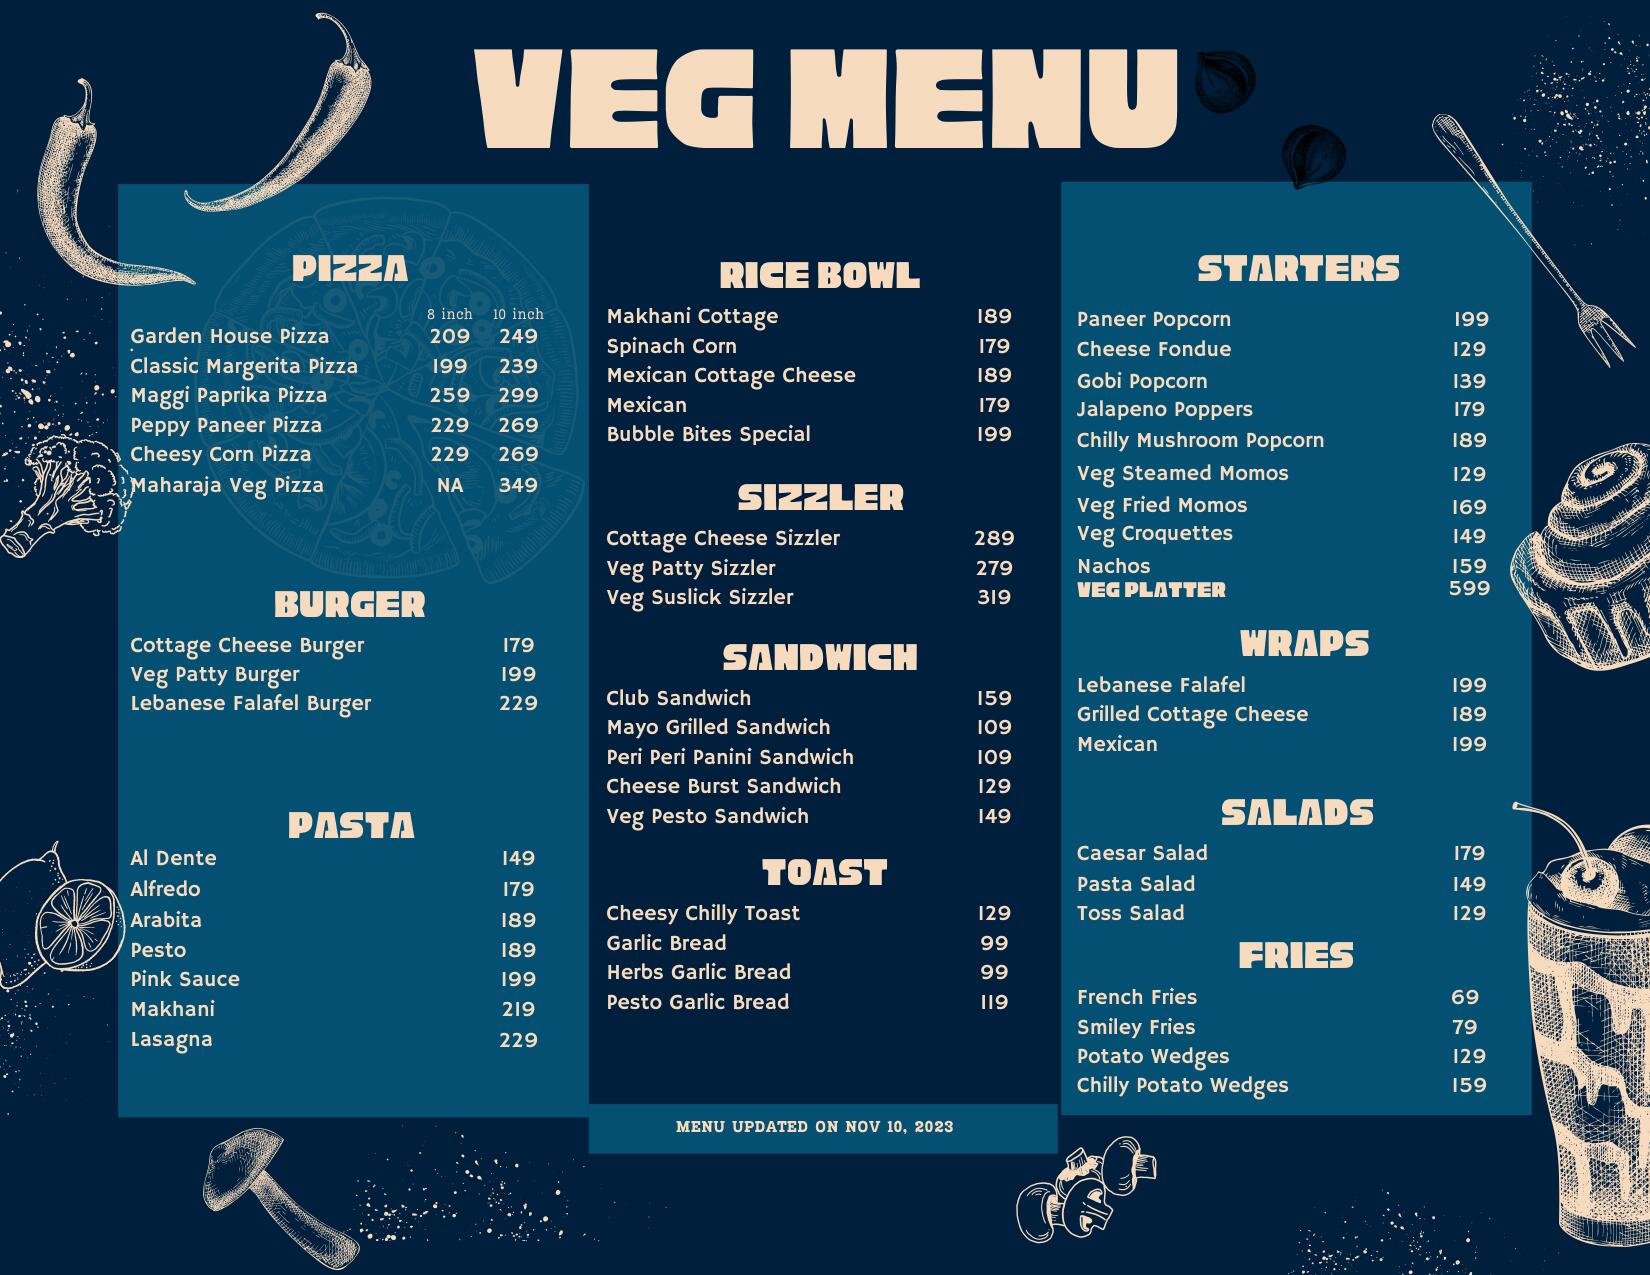 VEG MENU
PIZZA
8 inch 10 inch
Garden House Pizza 209 249
Classic Margerita Pizza 199 239
Maggi Paprika Pizza 259 299
Peppy Paneer Pizza 229 269
Cheesy Corn Pizza 229 269
Maharaja Veg Pizza NA 349
BURGER
Cottage Cheese Burger 179
Veg Patty Burger 199
Lebanese Falafel Burger 229
PASTA
Al Dente 149
Alfredo 179
Arabita 189
Pesto 189
Pink Sauce 199
Makhani 219
Lasagna 229
RICE BOWL
Makhani Cottage 189
Spinach Corn 179
Mexican Cottage Cheese 189
Mexican 179
Bubble Bites Special 199
SIZZLER
Cottage Cheese Sizzler 289
Veg Patty Sizzler 279
Veg Suslick Sizzler 319
SANDWICH
Club Sandwich 159
Mayo Grilled Sandwich 109
Peri Peri Panini Sandwich 109
Cheese Burst Sandwich 129
Veg Pesto Sandwich 149
TOAST
Cheesy Chilly Toast 129
Garlic Bread 99
Herbs Garlic Bread 99
Pesto Garlic Bread 119
MENU UPDATED ON NOV 10, 2023
STARTERS
Paneer Popcorn 199
Cheese Fondue 129
Gobi Popcorn 139
Jalapeno Poppers 179
Chilly Mushroom Popcorn 189
Veg Steamed Momos 129
Veg Fried Momos 169
Veg Croquettes 149
Nachos 159
VEG PLATTER 599
WRAPS
Lebanese Falafel 199
Grilled Cottage Cheese 189
Mexican 199
SALADS
Caesar Salad 179
Pasta Salad 149
Toss Salad 129
FRIES
French Fries 69
Smiley Fries 79
Potato Wedges 129
Chilly Potato Wedges 159